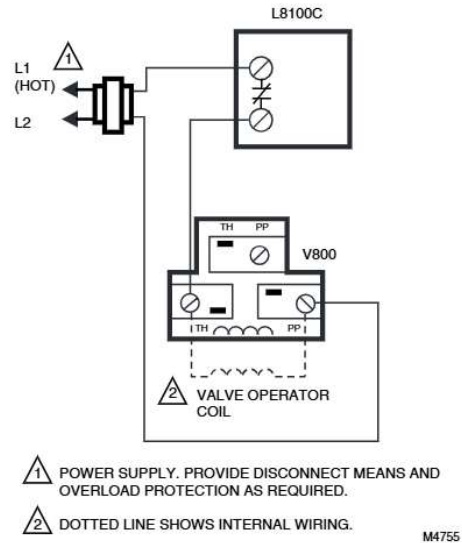 L8100C
1
L1
(HOT)
L2
TH PP
V800
TH PP
2 VALVE OPERATOR
COIL
1 POWER SUPPLY. PROVIDE DISCONNECT MEANS AND
OVERLOAD PROTECTION AS REQUIRED.
2 DOTTED LINE SHOWS INTERNAL WIRING.
M4755